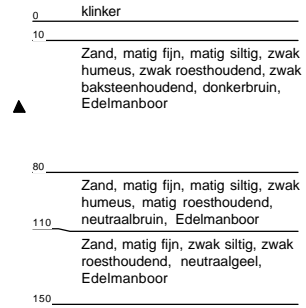 0
klinker
10
Zand, matig fijn, matig siltig, zwak
humeus, zwak roesthoudend, zwak
baksteenhoudend, donkerbruin,
Edelmanboor
80
Zand, matig fijn, matig siltig, zwak
humeus, matig roesthoudend,
neutraalbruin, Edelmanboor
110
Zand, matig fijn, zwak siltig, zwak
roesthoudend, neutraalgeel,
Edelmanboor
150